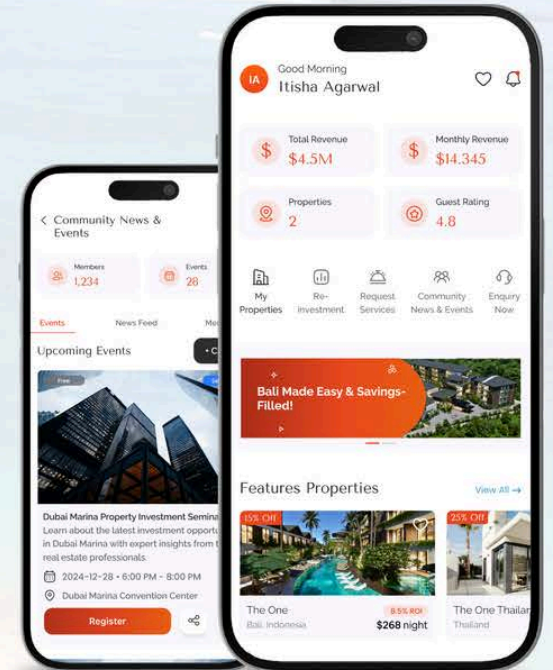 Community News &
Events
Members
1,234
Events
28
Events
News Feed
Upcoming Events
Free
Dubai Marina Property Investment Semina
Learn about the latest investment opport
in Dubai Marina with expert insights from
real estate professionals.
2024-12-28 • 6:00 PM - 8:00 PM
Dubai Marina Convention Center
Register
IA
Good Morning
Itisha Agarwal
$
Total Revenue
$4.5M
$
Monthly Revenue
$14.345
Properties
2
Guest Rating
4.8
My
Properties
Re-
Investment
Request
Services
Community
News & Events
Enquiry
Now
Bali Made Easy & Savings-
Filled!
Features Properties
View All →
15% Off
The One
Bali, Indonesia
8.5% ROI
$268 night
25% Off
The One Thailan
Thailand